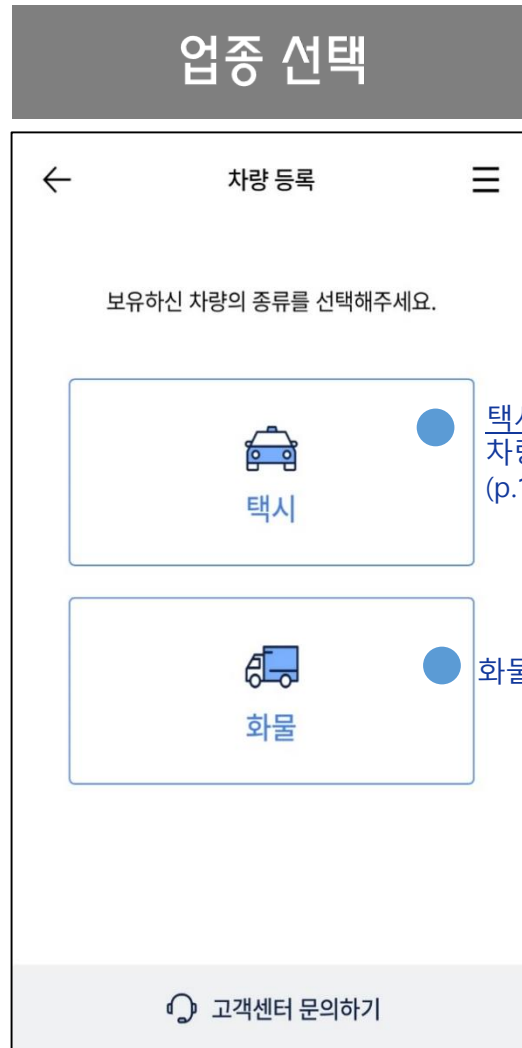 업종 선택
차량 등록
보유하신 차량의 종류를 선택해주세요.
택시
화물
고객센터 문의하기